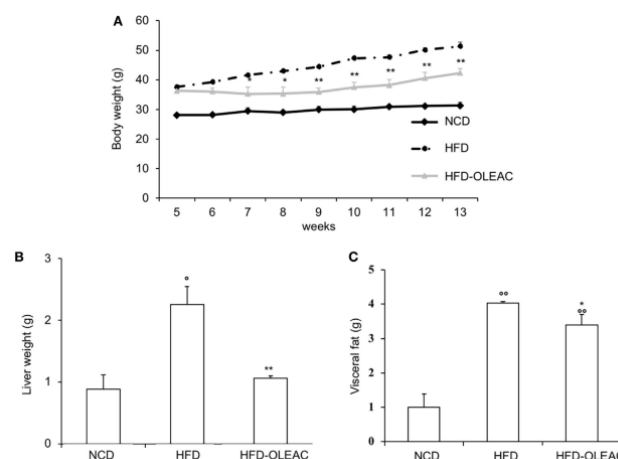 A
Body weight (g)
60
50
40
30
20
10
0
* * ** ** ** ** **
5 6 7 8 9 10 11 12 13
weeks
NCD
HFD
HFD-OLEAC
B
Liver weight (g)
3
2
1
0
°
**
NCD HFD HFD-OLEAC
C
Visceral fat (g)
5
4
3
2
1
0
°°
*
°°
NCD HFD HFD-OLEAC